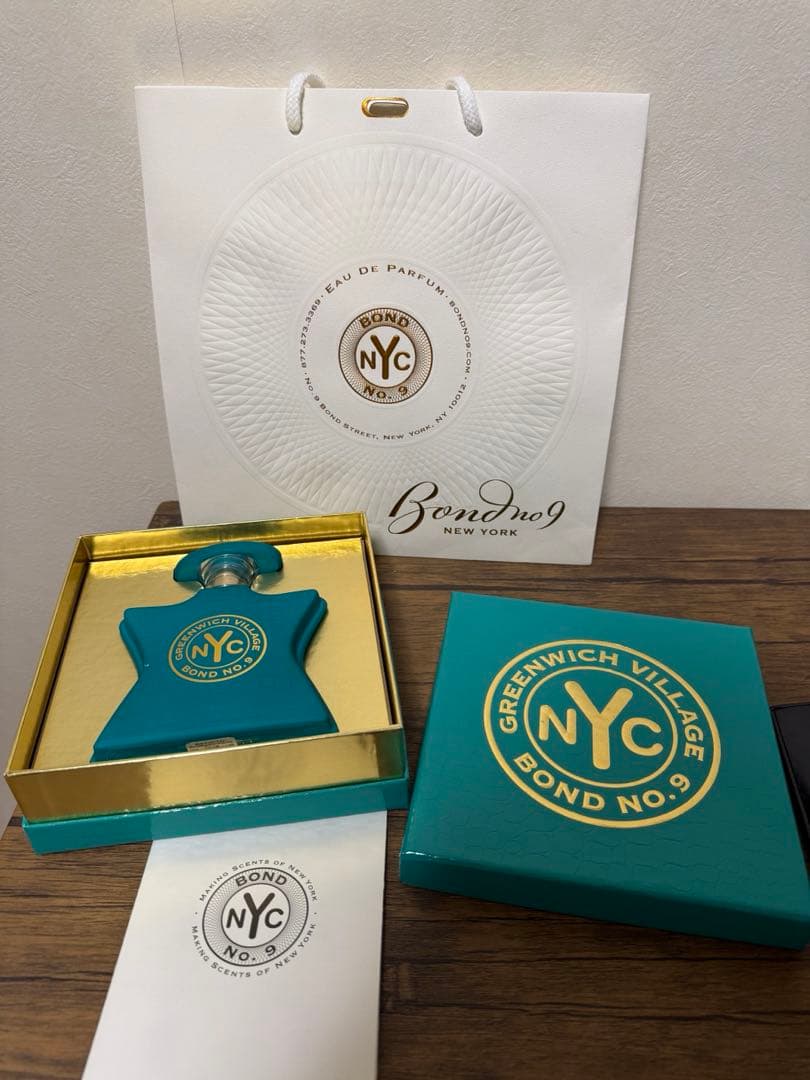 · EAU DE PARFUM ·
BONDNO9.COM
· NO. 9 BOND STREET, NEW YORK, NY 10012 ·
877.273.3369
BOND
NYC
NO. 9
Bond no 9
NEW YORK
GREENWICH VILLAGE
NYC
BOND NO. 9
GREENWICH VILLAGE
NYC
BOND NO. 9
· MAKING SCENTS OF NEW YORK ·
BOND
NYC
NO. 9
MAKING SCENTS OF NEW YORK